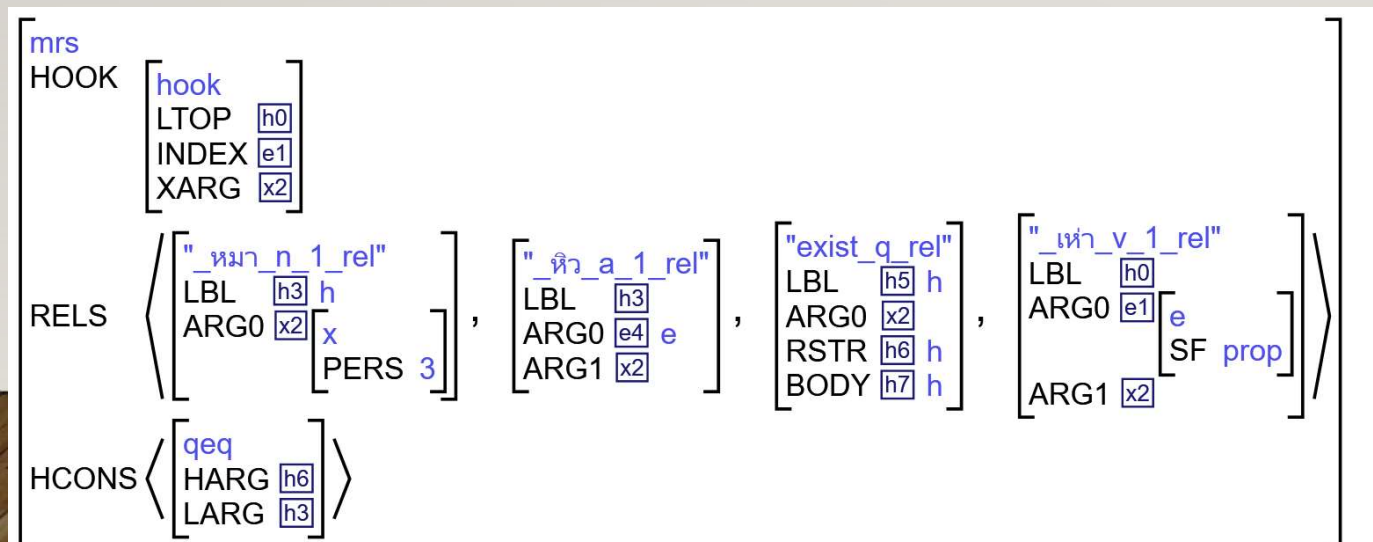 mrs
HOOK
hook
LTOP h0
INDEX e1
XARG x2
RELS
"_หมา_n_1_rel"
LBL h3 h
ARG0 x2
x
PERS 3
,
"_หิว_a_1_rel"
LBL h3
ARG0 e4 e
ARG1 x2
,
"exist_q_rel"
LBL h5 h
ARG0 x2
RSTR h6 h
BODY h7 h
,
"_เห่า_v_1_rel"
LBL h0
ARG0 e1
e
SF prop
ARG1 x2
HCONS
qeq
HARG h6
LARG h3